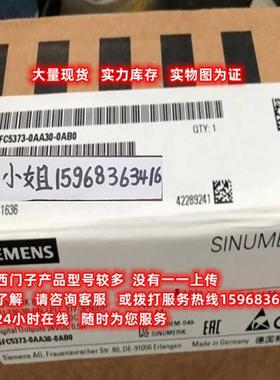 大量现货 实力库存 实物图为证
FC5373-0AA30-0AB0
QTY: 1
小姐15968363416
1636
42289241
SIEMENS
SINUMERIK
西门子产品型号较多 没有一一上传
了解 请咨询客服 或拨打服务热线1596836
24小时在线 随时为您服务
EAC
Siemens AG, Frauenauracher Str. 80, DE-91056 Erlangen